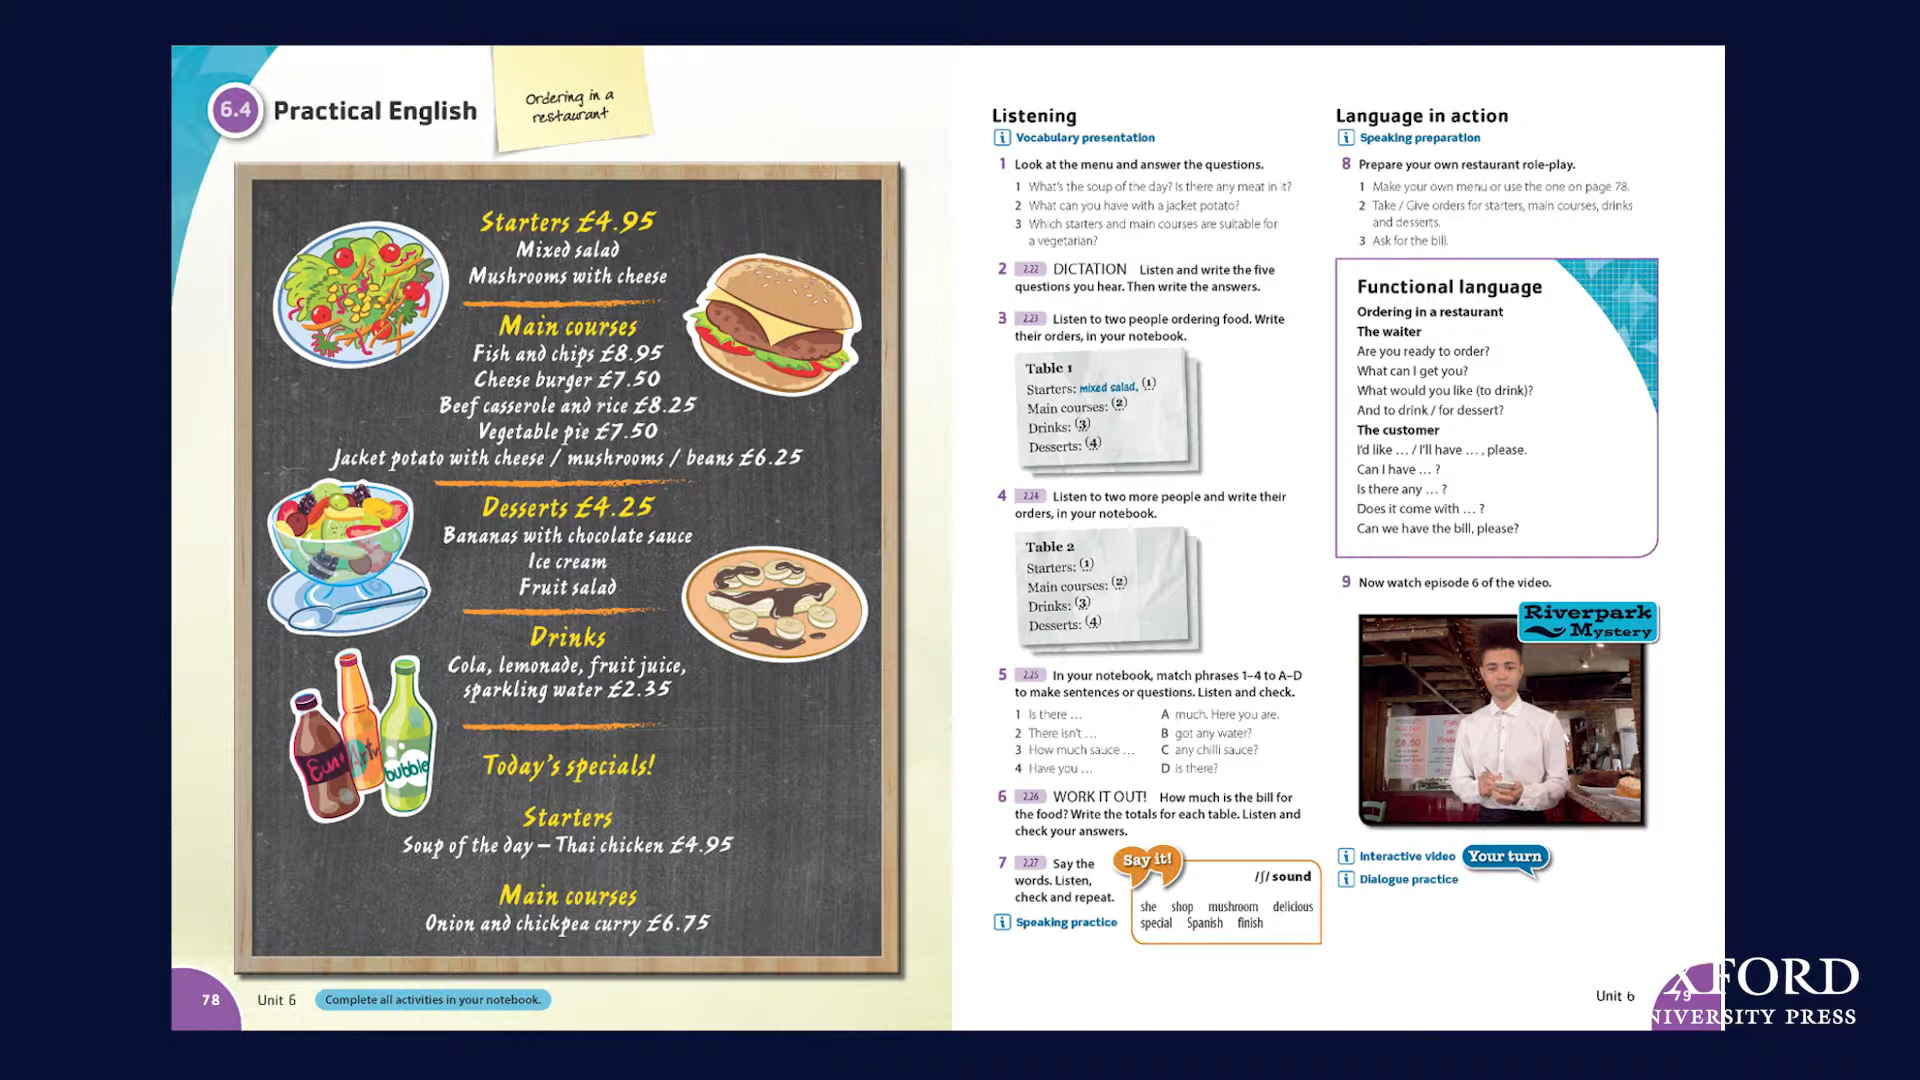 6.4 Practical English
Ordering in a
restaurant
Starters £4.95
Mixed salad
Mushrooms with cheese
Main courses
Fish and chips £8.95
Cheese burger £7.50
Beef casserole and rice £8.25
Vegetable pie £7.50
Jacket potato with cheese / mushrooms / beans £6.25
Desserts £4.25
Bananas with chocolate sauce
Ice cream
Fruit salad
Drinks
Cola, lemonade, fruit juice,
sparkling water £2.35
bubble
Today's specials!
Starters
Soup of the day – Thai chicken £4.95
Main courses
Onion and chickpea curry £6.75
78 Unit 6 Complete all activities in your notebook.
Listening
i Vocabulary presentation
1 Look at the menu and answer the questions.
1 What's the soup of the day? Is there any meat in it?
2 What can you have with a jacket potato?
3 Which starters and main courses are suitable for
a vegetarian?
2 2.22 DICTATION Listen and write the five
questions you hear. Then write the answers.
3 2.23 Listen to two people ordering food. Write
their orders, in your notebook.
Table 1
Starters: mixed salad, (1)
Main courses: (2)
Drinks: (3)
Desserts: (4)
4 2.24 Listen to two more people and write their
orders, in your notebook.
Table 2
Starters: (1)
Main courses: (2)
Drinks: (3)
Desserts: (4)
5 2.25 In your notebook, match phrases 1–4 to A–D
to make sentences or questions. Listen and check.
1 Is there … A much. Here you are.
2 There isn't … B got any water?
3 How much sauce … C any chilli sauce?
4 Have you … D is there?
6 2.26 WORK IT OUT! How much is the bill for
the food? Write the totals for each table. Listen and
check your answers.
7 2.27 Say the
words. Listen,
check and repeat.
i Speaking practice
Say it!
/ʃ/ sound
she shop mushroom delicious
special Spanish finish
Language in action
i Speaking preparation
8 Prepare your own restaurant role-play.
1 Make your own menu or use the one on page 78.
2 Take / Give orders for starters, main courses, drinks
and desserts.
3 Ask for the bill.
Functional language
Ordering in a restaurant
The waiter
Are you ready to order?
What can I get you?
What would you like (to drink)?
And to drink / for dessert?
The customer
I'd like … / I'll have … , please.
Can I have … ?
Is there any … ?
Does it come with … ?
Can we have the bill, please?
9 Now watch episode 6 of the video.
Riverpark
Mystery
£8.50
i Interactive video Your turn
i Dialogue practice
Unit 6 79
XFORD
NIVERSITY PRESS